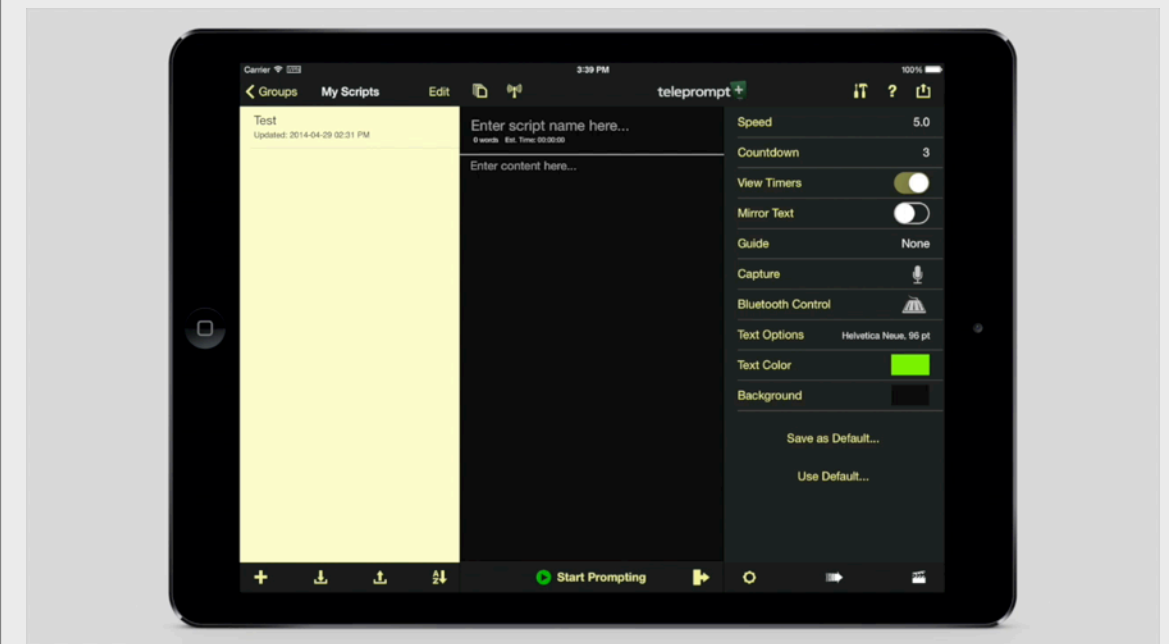 Carrier
3:39 PM
100%
Groups
My Scripts
Edit
teleprompt+
?
Test
Updated: 2014-04-29 02:31 PM
Enter script name here...
0 words Est. Time: 00:00:00
Enter content here...
Speed 5.0
Countdown 3
View Timers
Mirror Text
Guide None
Capture
Bluetooth Control
Text Options Helvetica Neue, 96 pt
Text Color
Background
Save as Default...
Use Default...
A
Z
Start Prompting